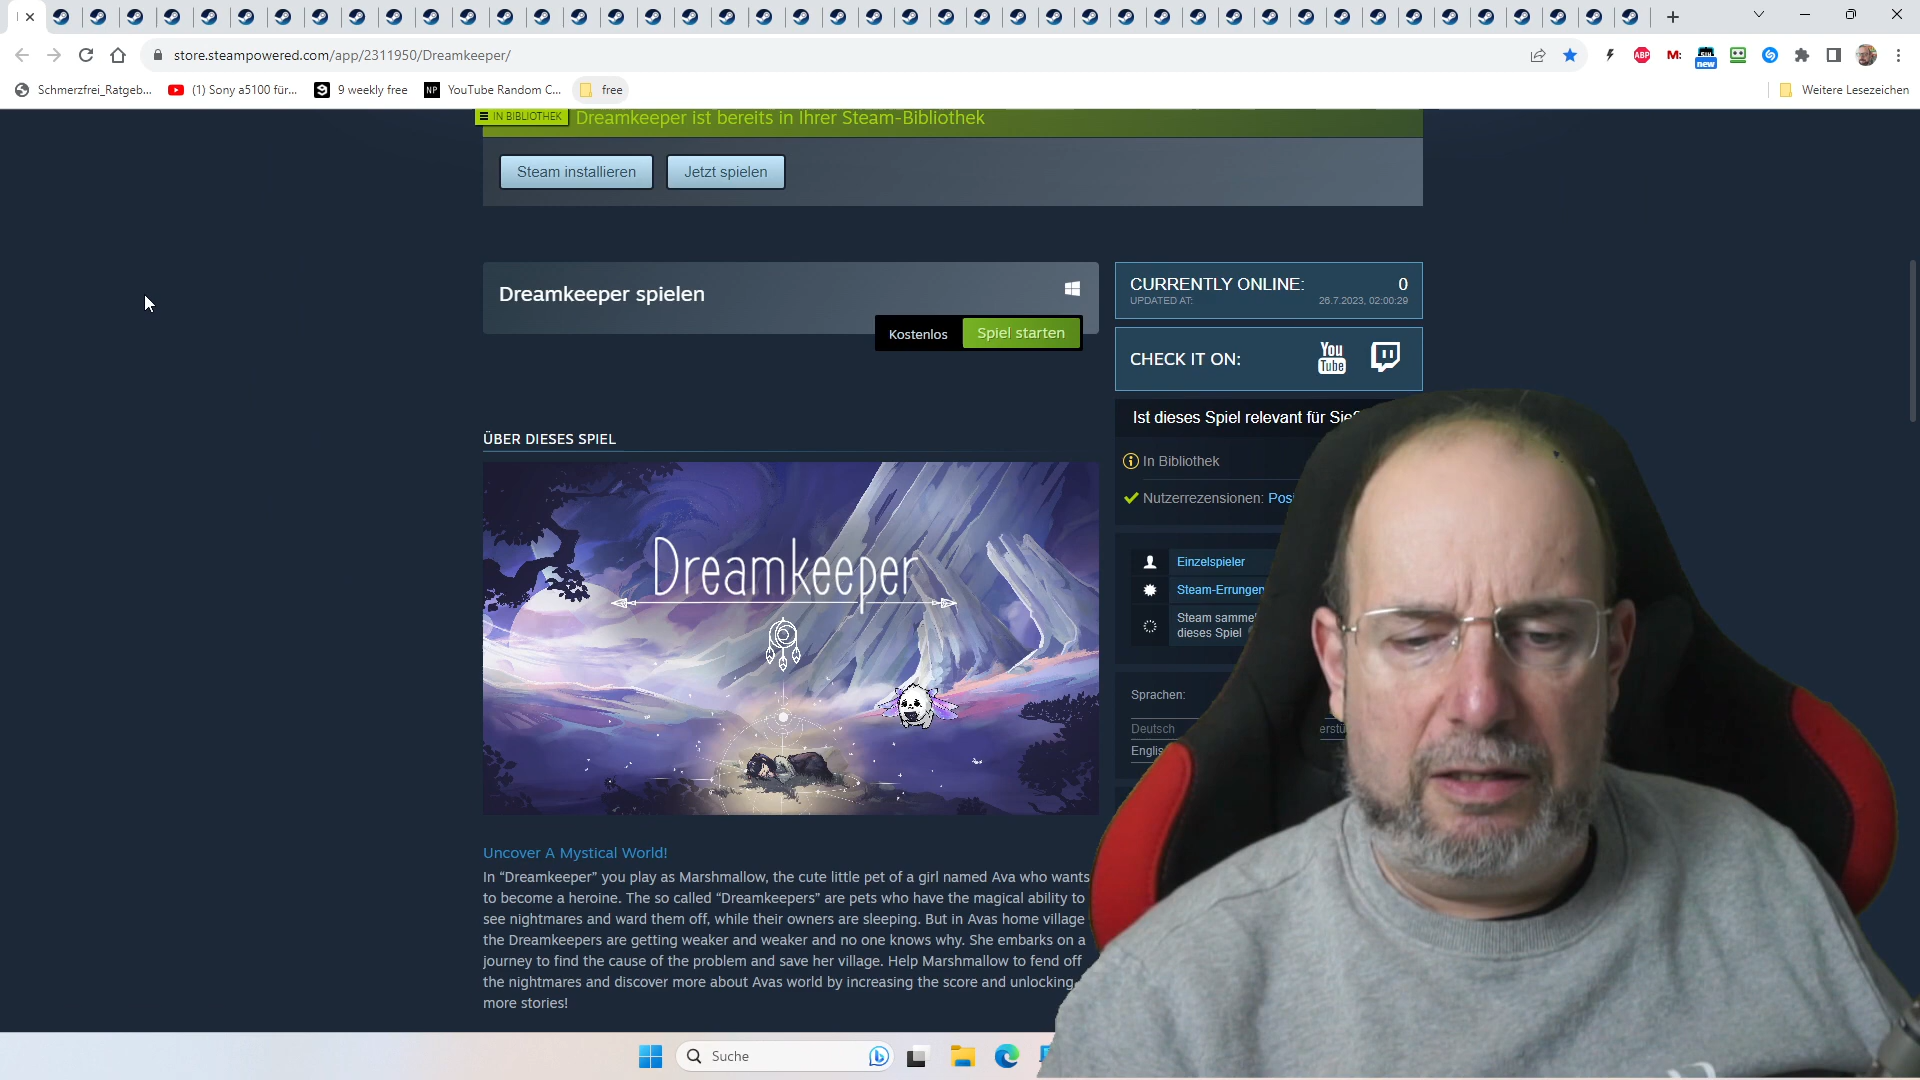 store.steampowered.com/app/2311950/Dreamkeeper/
ABP
M:
new
Schmerzfrei_Ratgeb...
(1) Sony a5100 für...
9 weekly free
NP
YouTube Random C...
free
Weitere Lesezeichen
IN BIBLIOTHEK
Dreamkeeper ist bereits in Ihrer Steam-Bibliothek
Steam installieren
Jetzt spielen
Dreamkeeper spielen
Kostenlos
Spiel starten
CURRENTLY ONLINE:
0
UPDATED AT:
26.7.2023, 02:00:29
CHECK IT ON:
You
Tube
Ist dieses Spiel relevant für Sie?
In Bibliothek
Nutzerrezensionen: Pos
Einzelspieler
Steam-Errungen
Steam samme
dieses Spiel
Sprachen:
Deutsch
erstü
Englis
ÜBER DIESES SPIEL
Dreamkeeper
Uncover A Mystical World!
In “Dreamkeeper” you play as Marshmallow, the cute little pet of a girl named Ava who wants
to become a heroine. The so called “Dreamkeepers” are pets who have the magical ability to
see nightmares and ward them off, while their owners are sleeping. But in Avas home village
the Dreamkeepers are getting weaker and weaker and no one knows why. She embarks on a
journey to find the cause of the problem and save her village. Help Marshmallow to fend off
the nightmares and discover more about Avas world by increasing the score and unlocking
more stories!
Suche